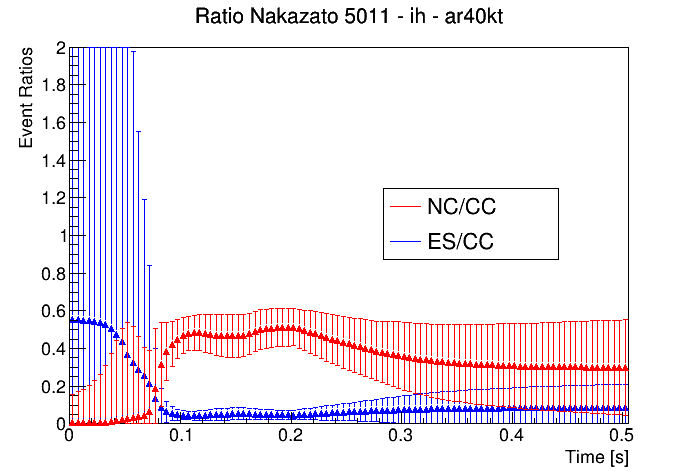 Ratio Nakazato 5011 - ih - ar40kt
Event Ratios
2
1.8
1.6
1.4
1.2
1
0.8
0.6
0.4
0.2
0
NC/CC
ES/CC
0 0.1 0.2 0.3 0.4 0.5
Time [s]